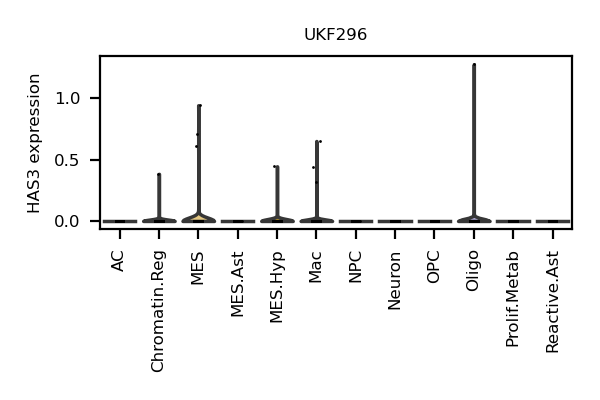 UKF296
HAS3 expression
1.0
0.5
0.0
AC
Chromatin.Reg
MES
MES.Ast
MES.Hyp
Mac
NPC
Neuron
OPC
Oligo
Prolif.Metab
Reactive.Ast